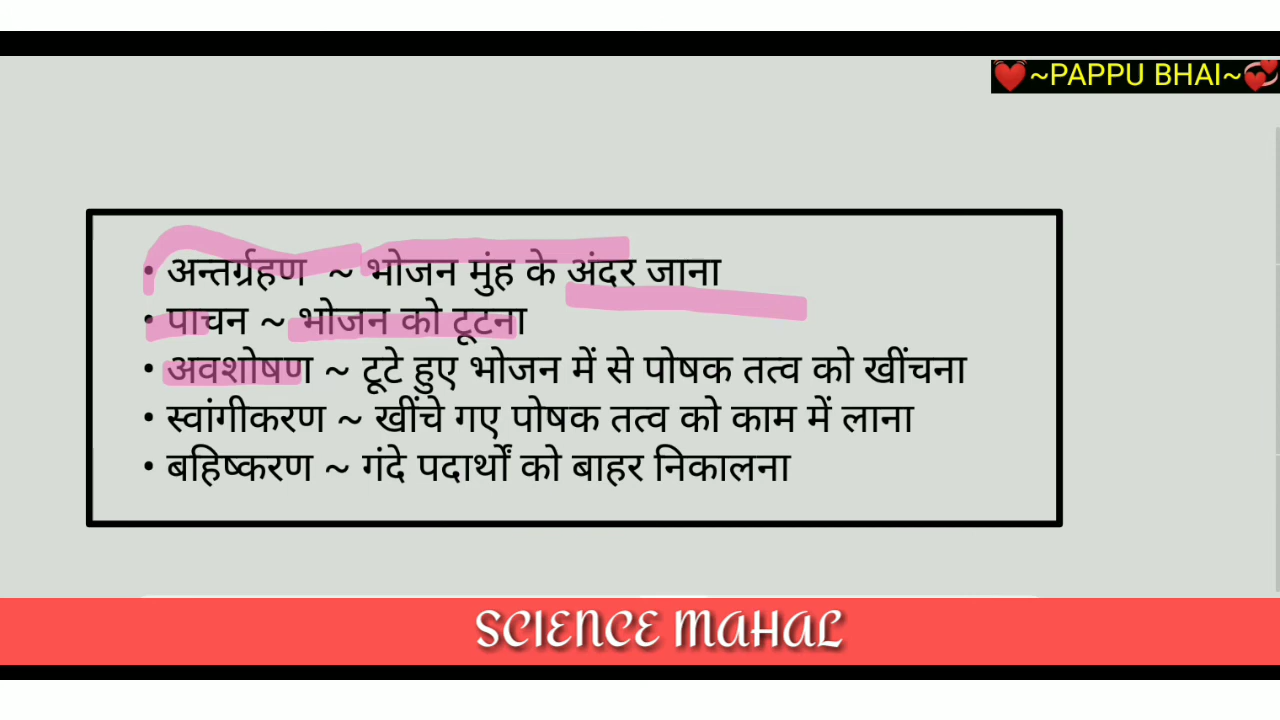 ❤️~PAPPU BHAI~💞
• अन्तर्ग्रहण ~ भोजन मुंह के अंदर जाना
• पाचन ~ भोजन को टूटना
• अवशोषण ~ टूटे हुए भोजन में से पोषक तत्व को खींचना
• स्वांगीकरण ~ खींचे गए पोषक तत्व को काम में लाना
• बहिष्करण ~ गंदे पदार्थों को बाहर निकालना
SCIENCE MAHAL